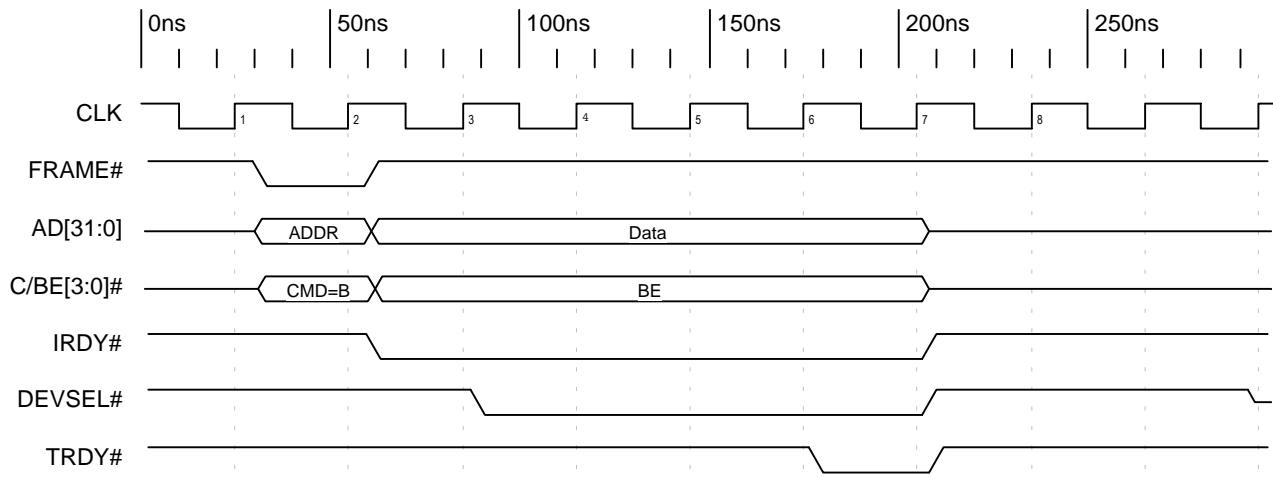 0ns 50ns 100ns 150ns 200ns 250ns
CLK 1 2 3 4 5 6 7 8
FRAME#
AD[31:0] ADDR Data
C/BE[3:0]# CMD=B BE
IRDY#
DEVSEL#
TRDY#